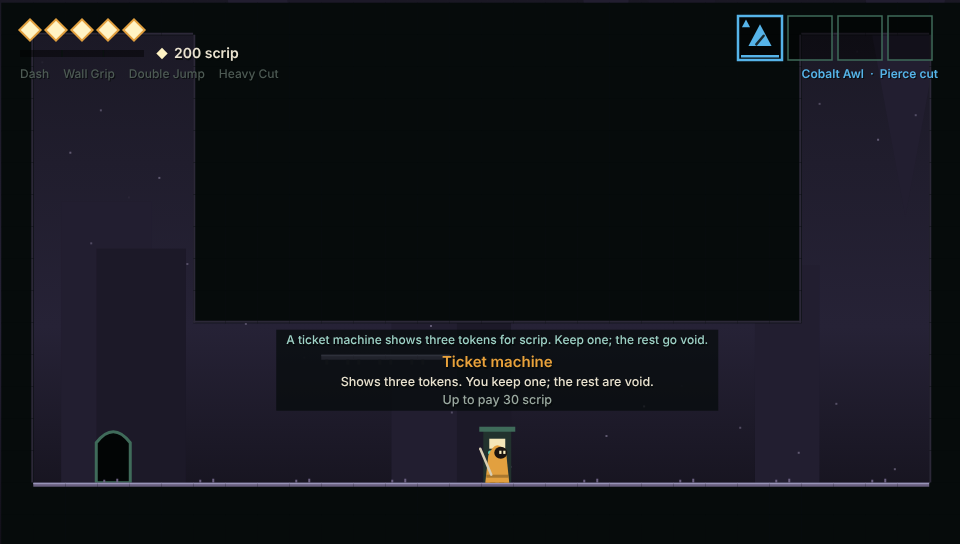 200 scrip
Dash Wall Grip Double Jump Heavy Cut
Cobalt Awl · Pierce cut
A ticket machine shows three tokens for scrip. Keep one; the rest go void.
Ticket machine
Shows three tokens. You keep one; the rest are void.
Up to pay 30 scrip